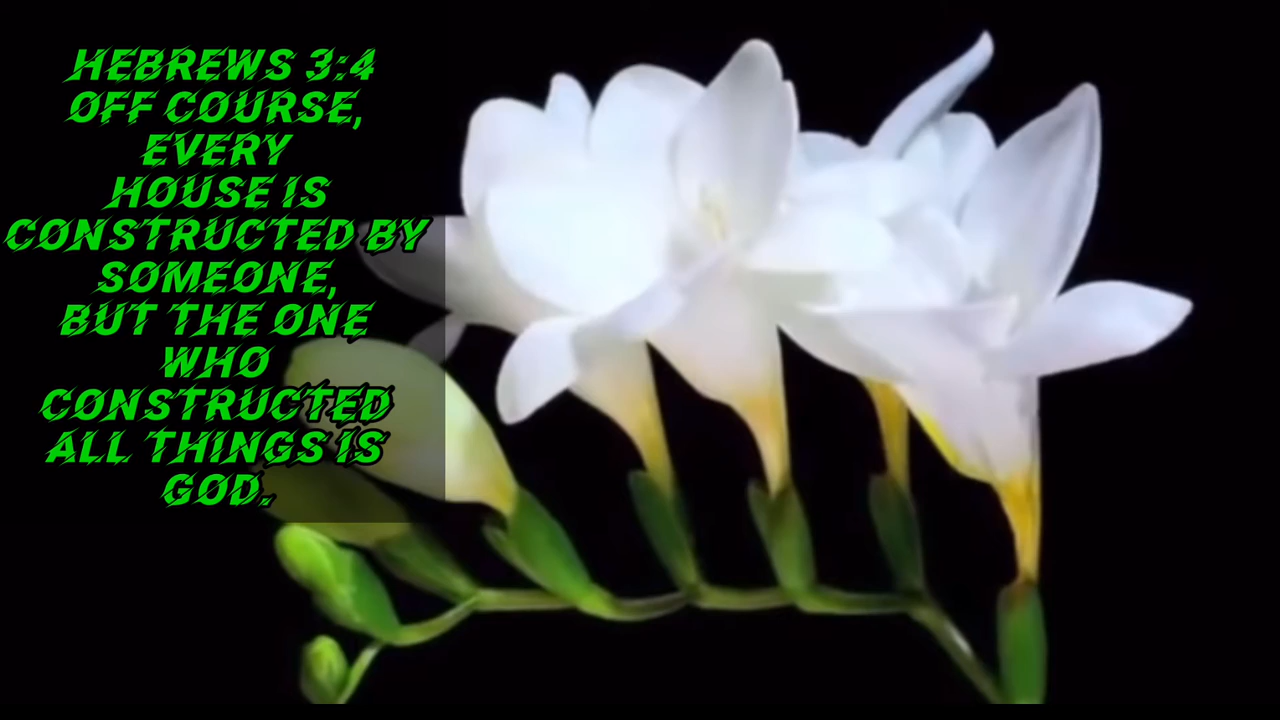 HEBREWS 3:4
OFF COURSE,
EVERY
HOUSE IS
CONSTRUCTED BY
SOMEONE,
BUT THE ONE
WHO
CONSTRUCTED
ALL THINGS IS
GOD.